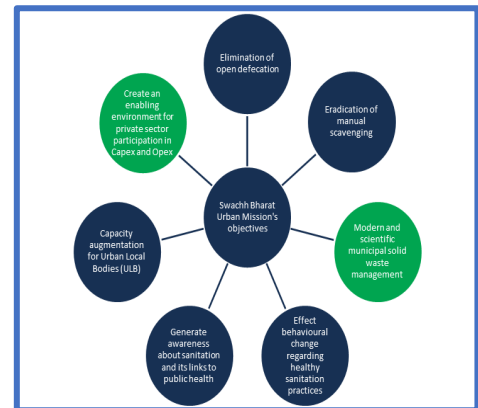 Elimination of
open defecation
Eradication of
manual
scavenging
Modern and
scientific
municipal solid
waste
management
Effect
behavioural
change
regarding
healthy
sanitation
practices
Generate
awareness
about sanitation
and its links to
public health
Capacity
augmentation
for Urban Local
Bodies (ULB)
Create an
enabling
environment for
private sector
participation in
Capex and Opex
Swachh Bharat
Urban Mission's
objectives